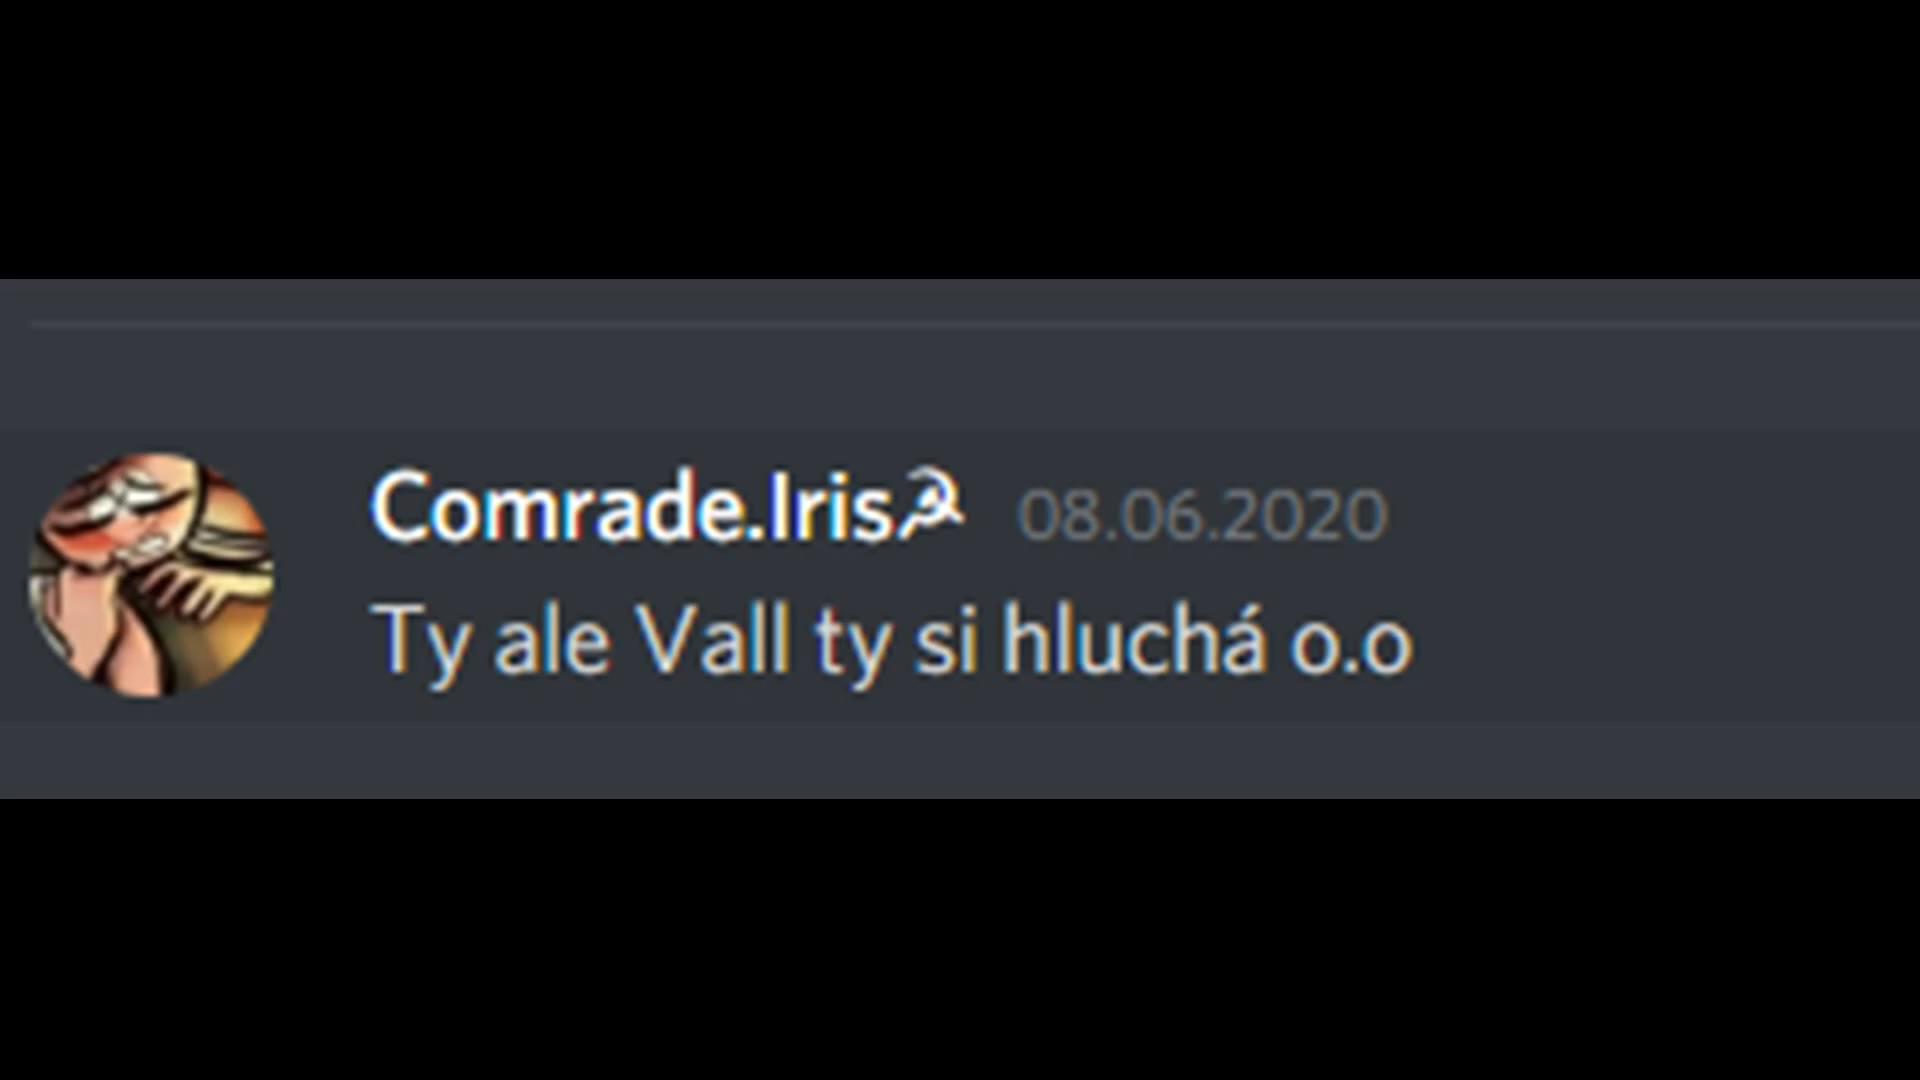 Comrade.Iris☭ 08.06.2020
Ty ale Vall ty si hluchá o.o